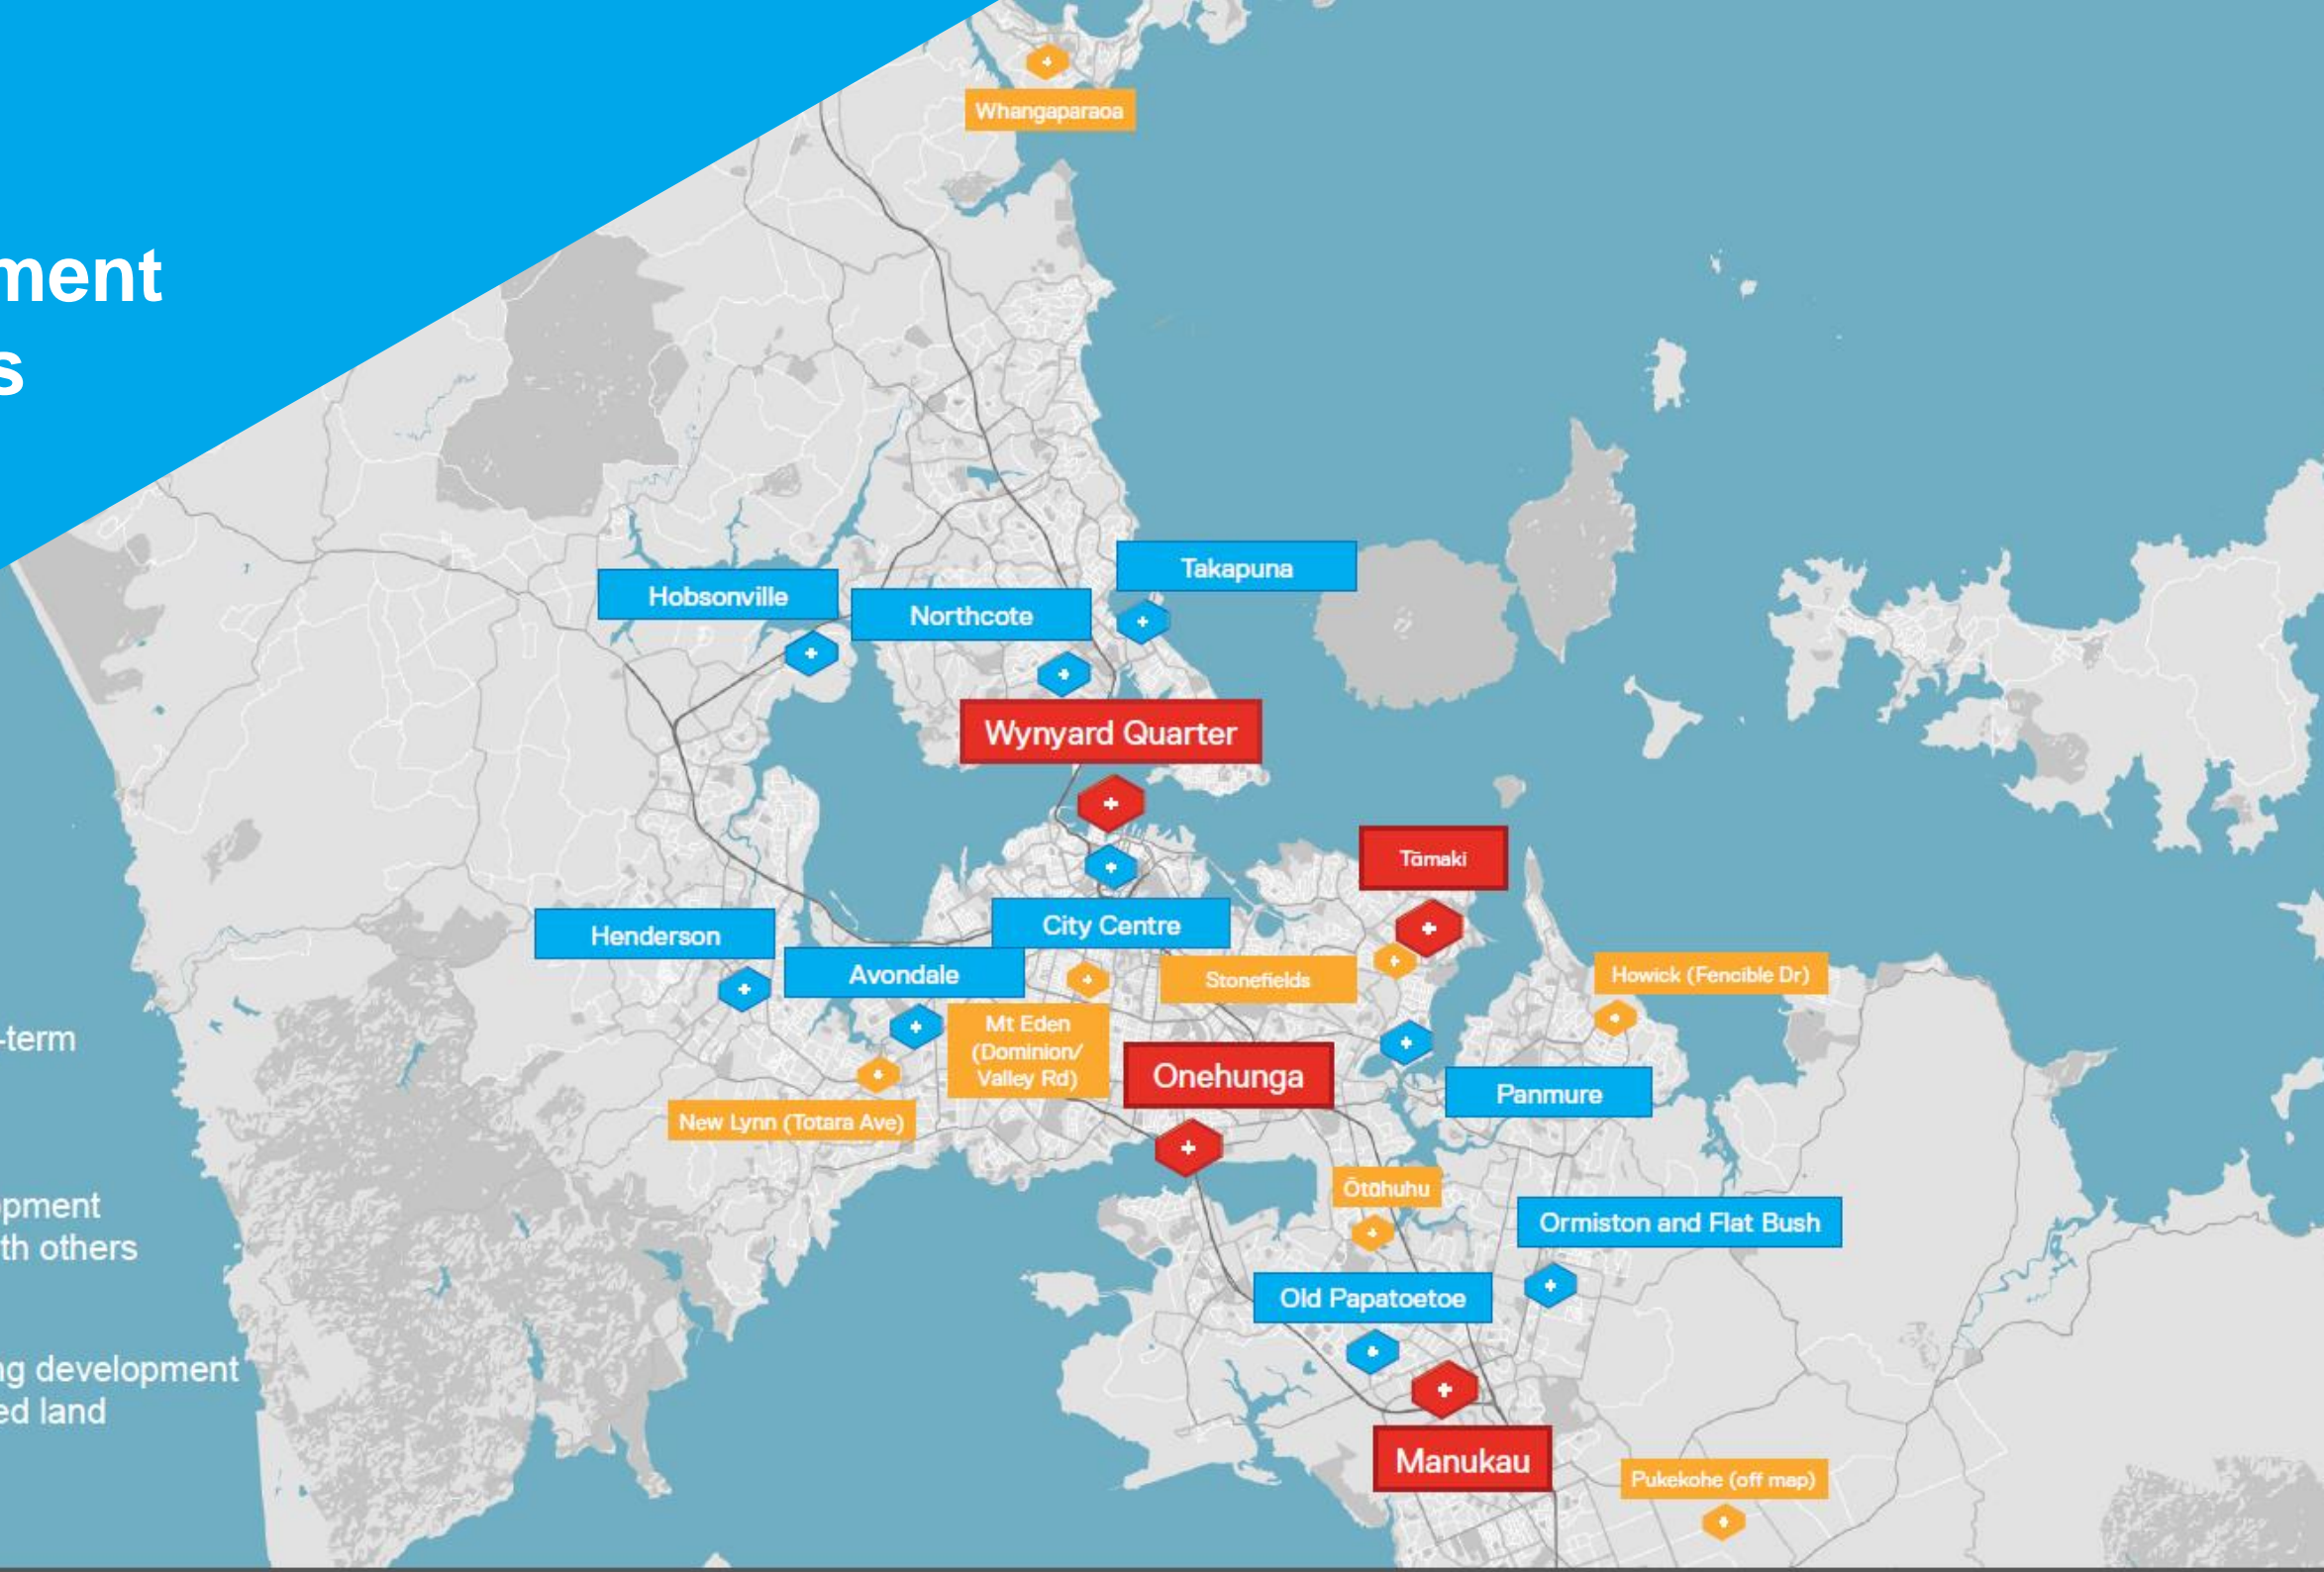 ment
s
-term
pment
th others
ng development
ed land
Whangaparaoa
Takapuna
Hobsonville
Northcote
Wynyard Quarter
Tāmaki
Henderson
City Centre
Avondale
Stonefields
Howick (Fencible Dr)
Mt Eden
(Dominion/
Valley Rd)
Onehunga
Panmure
New Lynn (Totara Ave)
Ōtāhuhu
Ormiston and Flat Bush
Old Papatoetoe
Manukau
Pukekohe (off map)